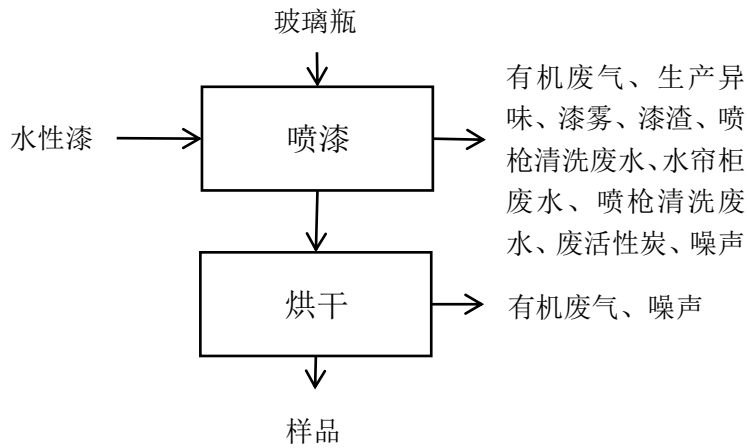 玻璃瓶
水性漆
喷漆
有机废气、生产异
味、漆雾、漆渣、喷
枪清洗废水、水帘柜
废水、喷枪清洗废
水、废活性炭、噪声
烘干
有机废气、噪声
样品